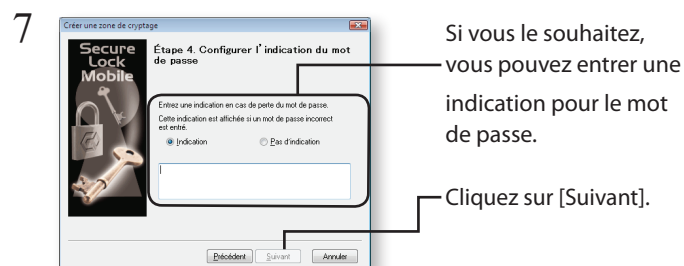 7
Créer une zone de cryptage
Secure
Lock
Mobile
Étape 4. Configurer l'indication du mot
de passe
Entrez une indication en cas de perte du mot de passe.
Cette indication est affichée si un mot de passe incorrect
est entré.
Indication
Pas d'indication
Précédent
Suivant
Annuler
Si vous le souhaitez,
vous pouvez entrer une
indication pour le mot
de passe.
Cliquez sur [Suivant].